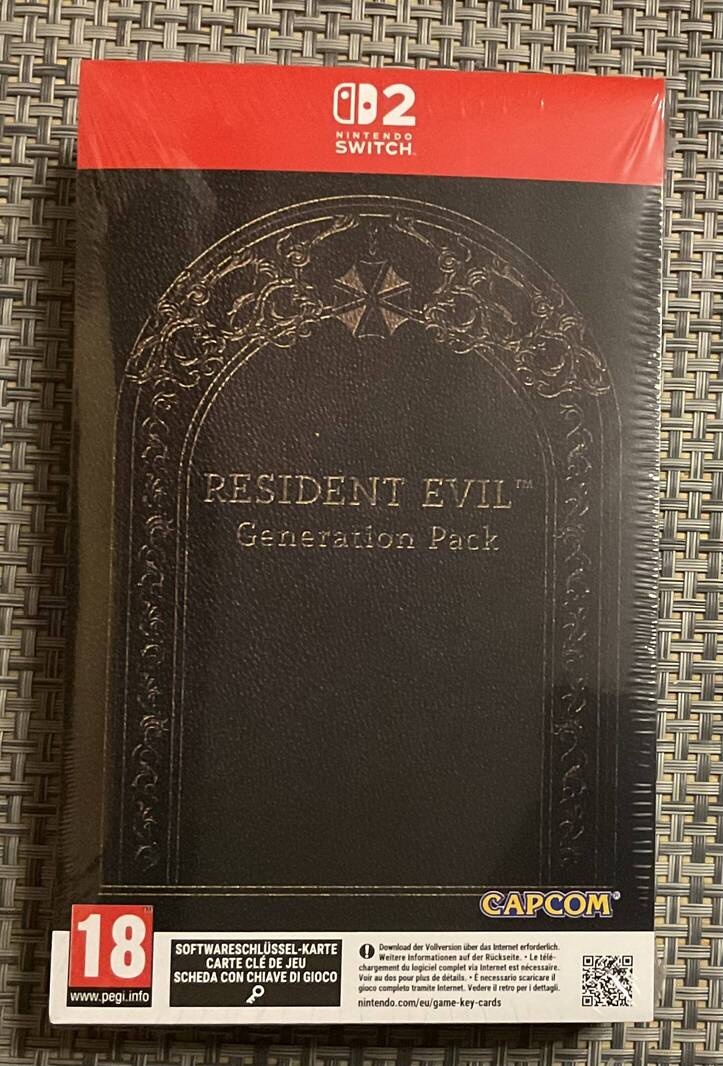 2
NINTENDO
SWITCH™
RESIDENT EVIL™
Generation Pack
CAPCOM®
18
www.pegi.info
SOFTWARESCHLÜSSEL-KARTE
CARTE CLÉ DE JEU
SCHEDA CON CHIAVE DI GIOCO
Download der Vollversion über das Internet erforderlich.
Weitere Informationen auf der Rückseite. • Le télé-
chargement du logiciel complet via Internet est nécessaire.
Voir au dos pour plus de détails. • È necessario scaricare il
gioco completo tramite Internet. Vedere il retro per i dettagli.
nintendo.com/eu/game-key-cards